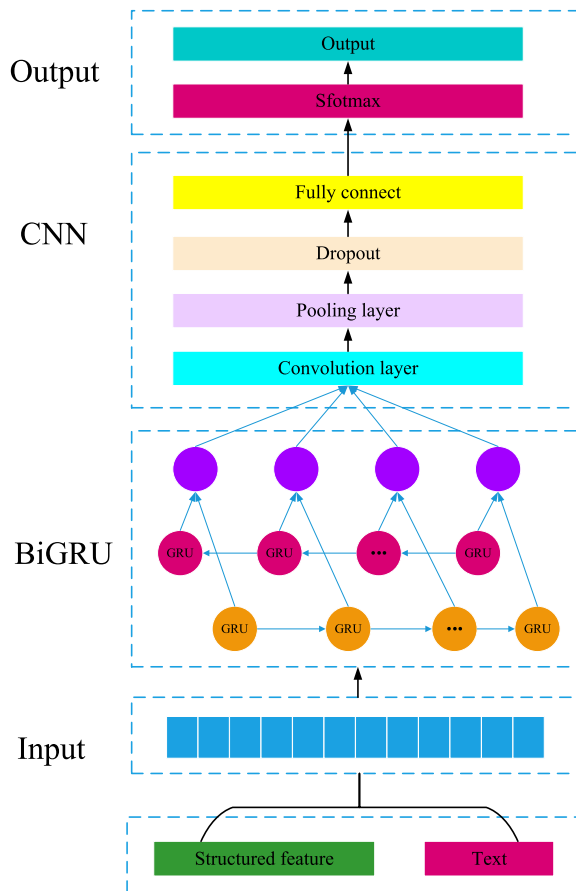 Output
Output
Sfotmax
CNN
Fully connect
Dropout
Pooling layer
Convolution layer
BiGRU
GRU
GRU
•••
GRU
GRU
GRU
•••
GRU
Input
Structured feature
Text